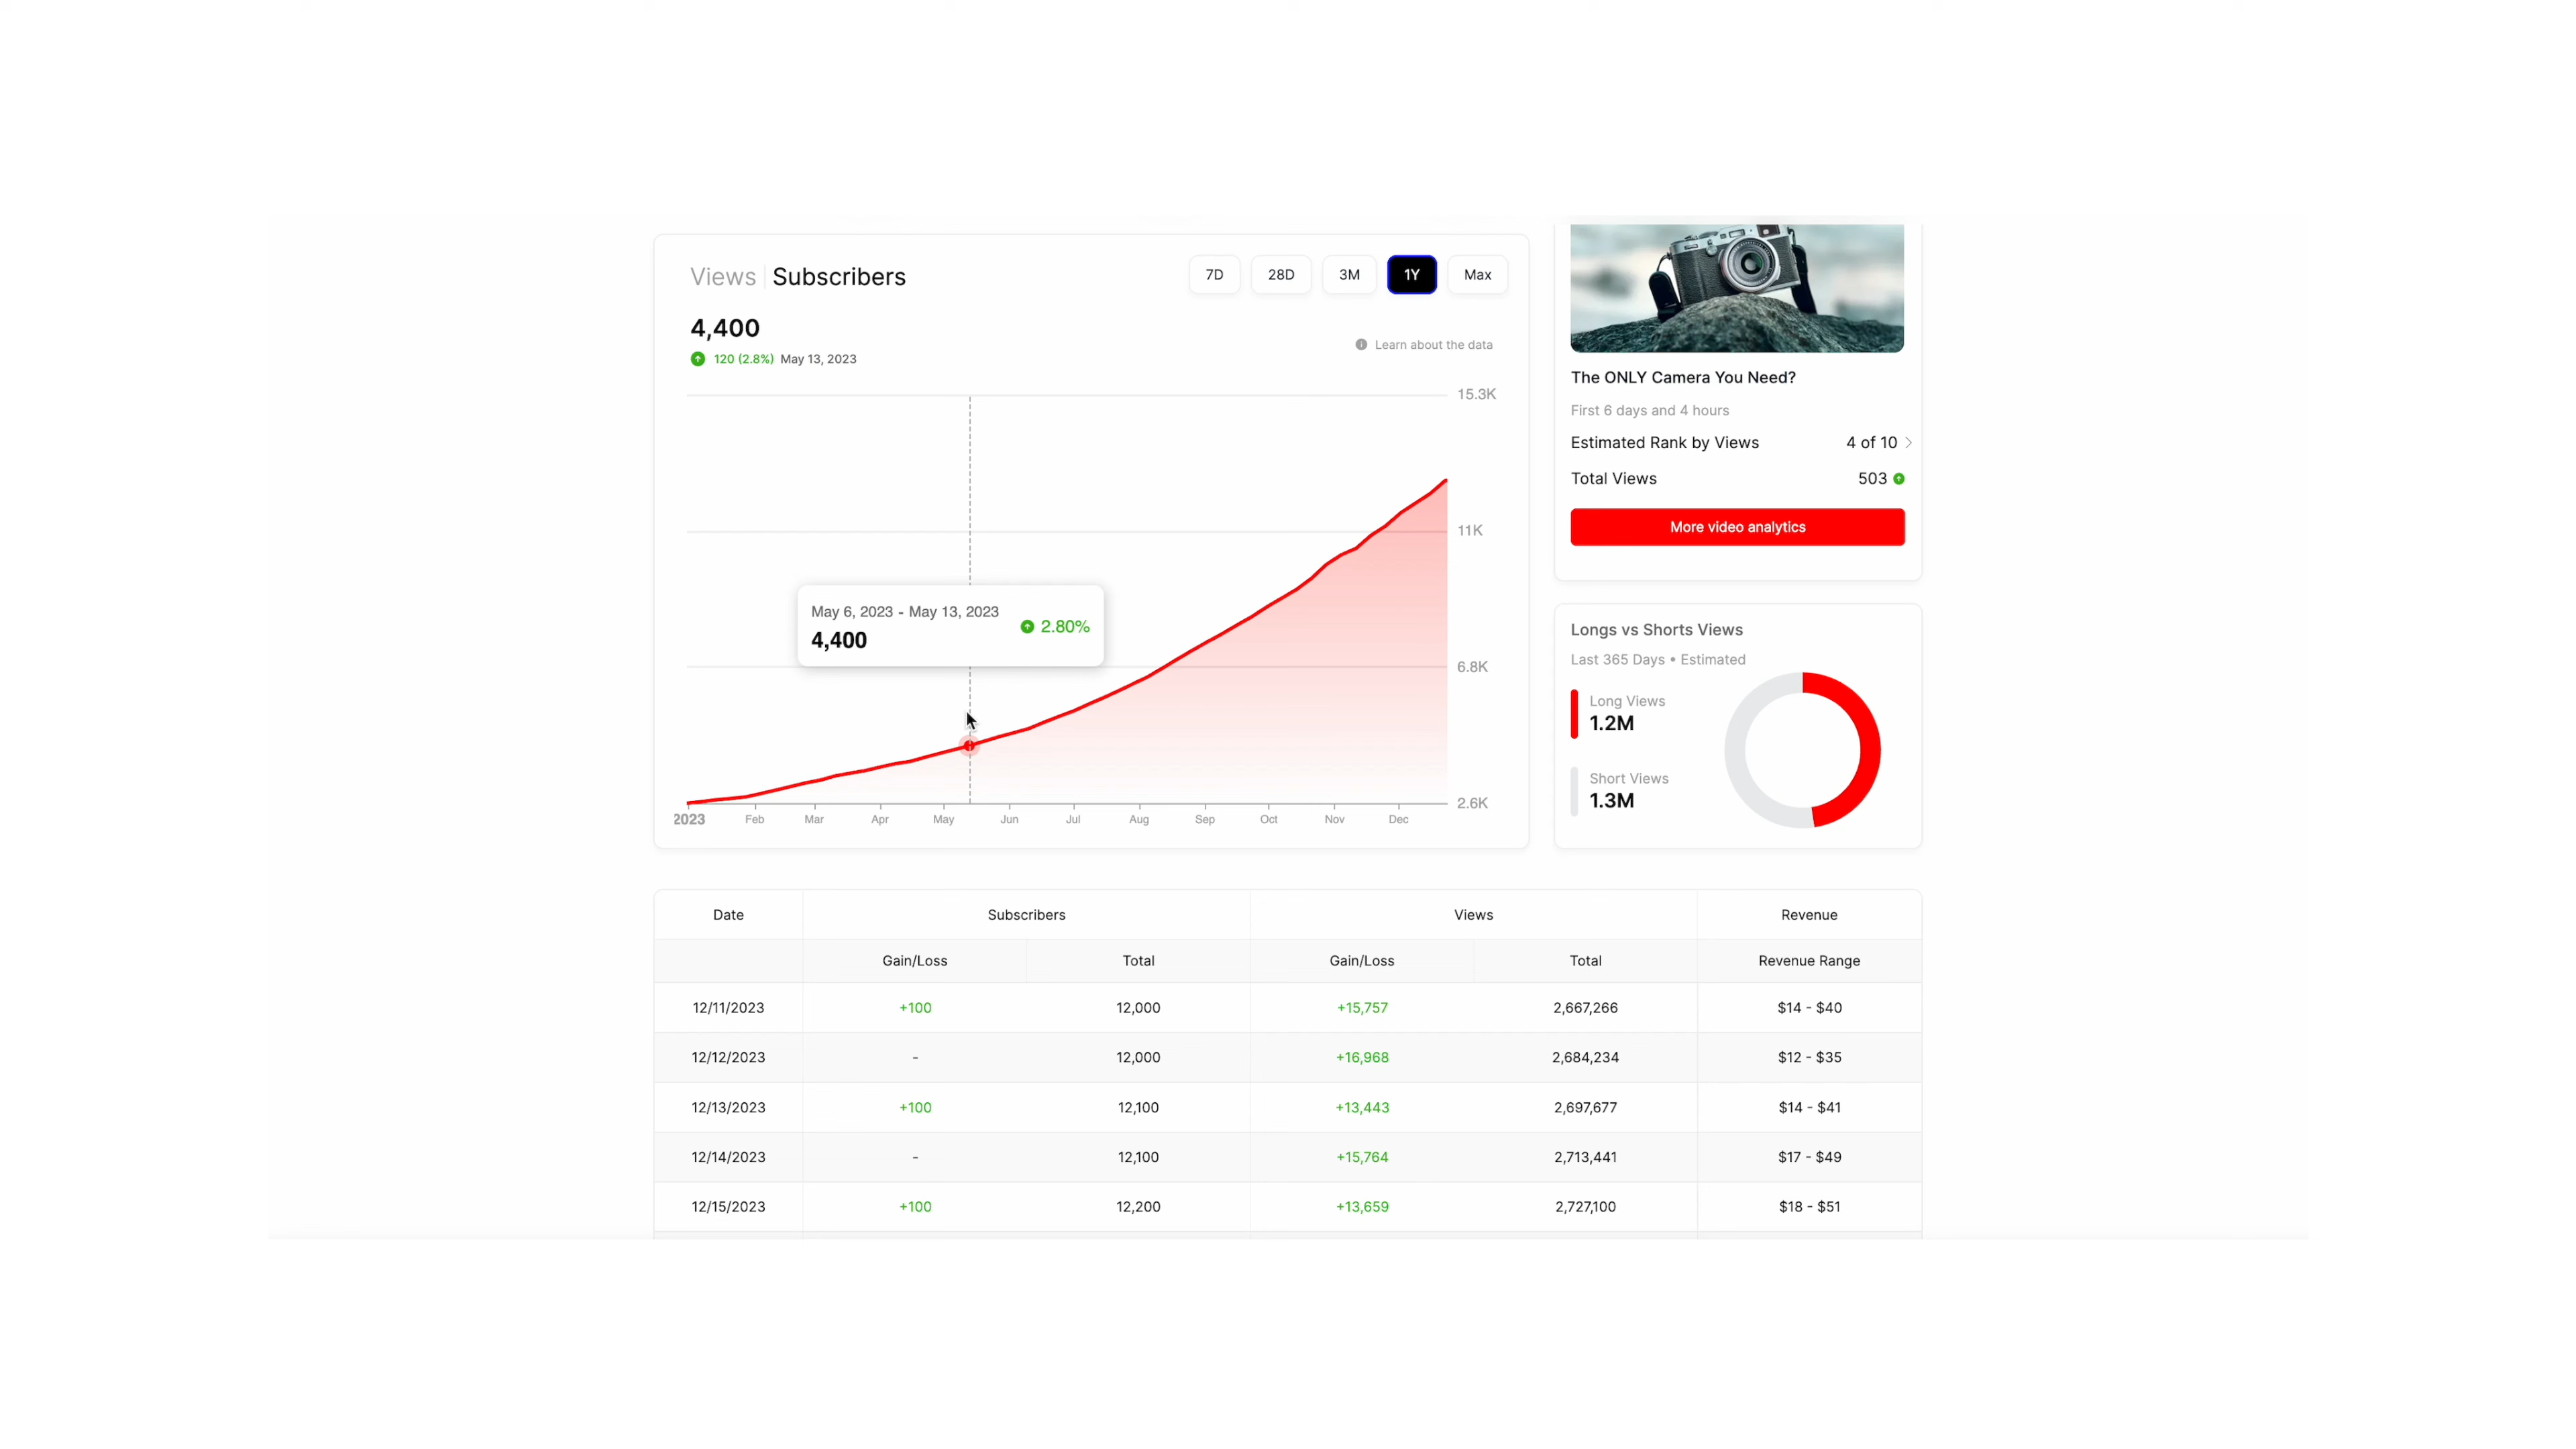 Views Subscribers
7D 28D 3M 1Y Max
4,400
120 (2.8%) May 13, 2023
Learn about the data
15.3K
11K
6.8K
2.6K
May 6, 2023 - May 13, 2023
4,400
2.80%
2023 Feb Mar Apr May Jun Jul Aug Sep Oct Nov Dec
The ONLY Camera You Need?
First 6 days and 4 hours
Estimated Rank by Views 4 of 10
Total Views 503
More video analytics
Longs vs Shorts Views
Last 365 Days • Estimated
Long Views
1.2M
Short Views
1.3M
Date Subscribers Views Revenue
Gain/Loss Total Gain/Loss Total Revenue Range
12/11/2023 +100 12,000 +15,757 2,667,266 $14 - $40
12/12/2023 - 12,000 +16,968 2,684,234 $12 - $35
12/13/2023 +100 12,100 +13,443 2,697,677 $14 - $41
12/14/2023 - 12,100 +15,764 2,713,441 $17 - $49
12/15/2023 +100 12,200 +13,659 2,727,100 $18 - $51